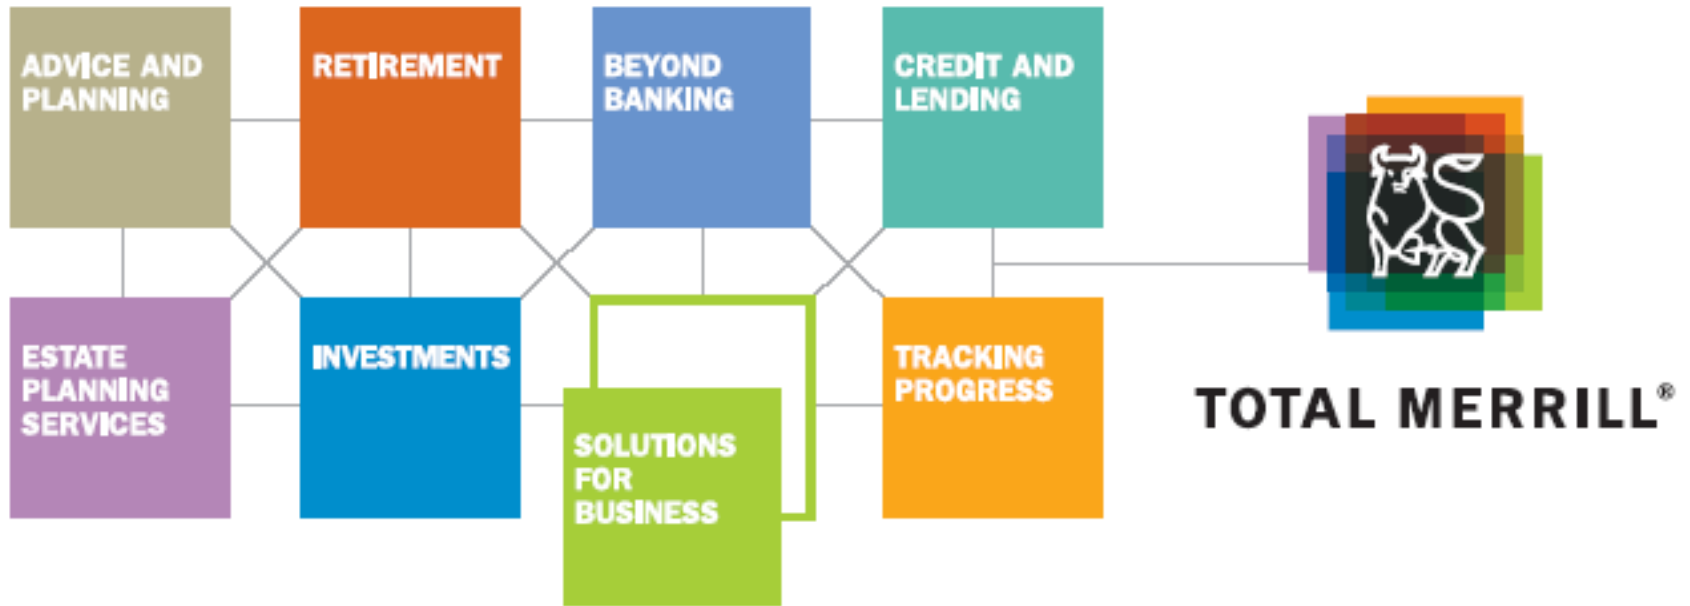 ADVICE AND
PLANNING
RETIREMENT
BEYOND
BANKING
CREDIT AND
LENDING
ESTATE
PLANNING
SERVICES
INVESTMENTS
SOLUTIONS
FOR
BUSINESS
TRACKING
PROGRESS
TOTAL MERRILL®